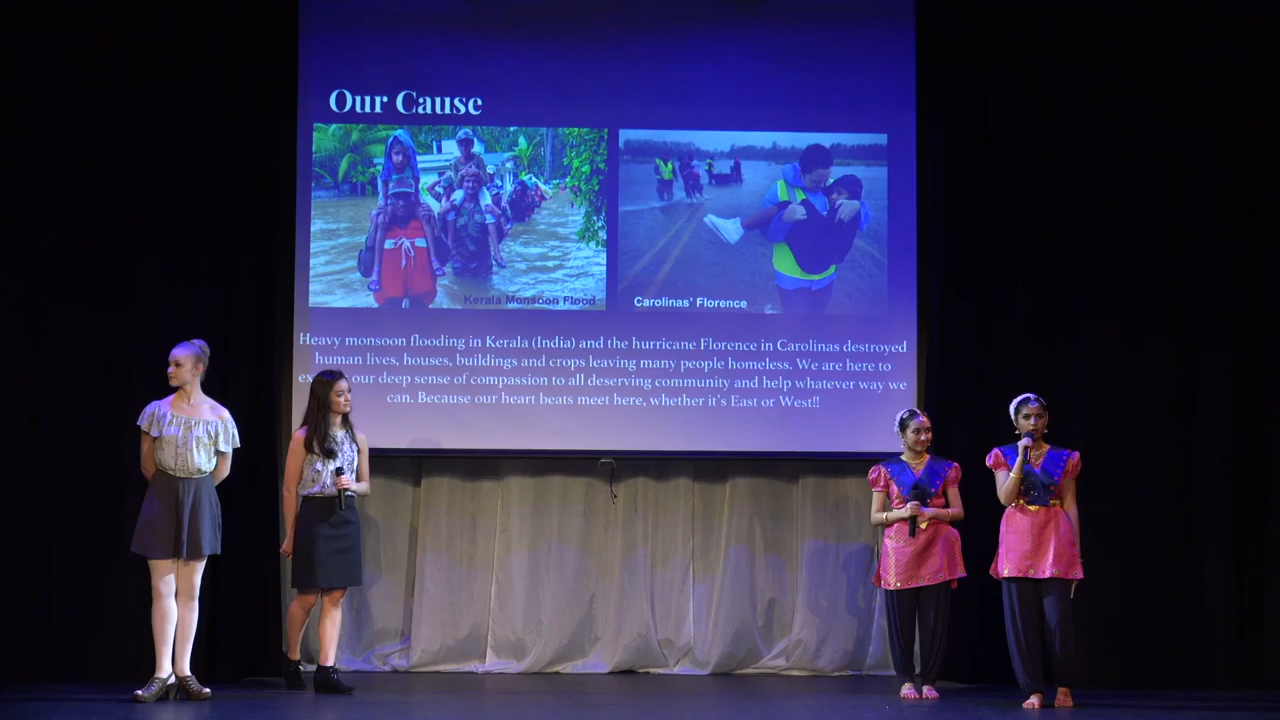 Our Cause
Kerala Monsoon Flood
Carolinas' Florence
Heavy monsoon flooding in Kerala (India) and the hurricane Florence in Carolinas destroyed
human lives, houses, buildings and crops leaving many people homeless. We are here to
our deep sense of compassion to all deserving community and help whatever way we
can. Because our heart beats meet here, whether it's East or West!!